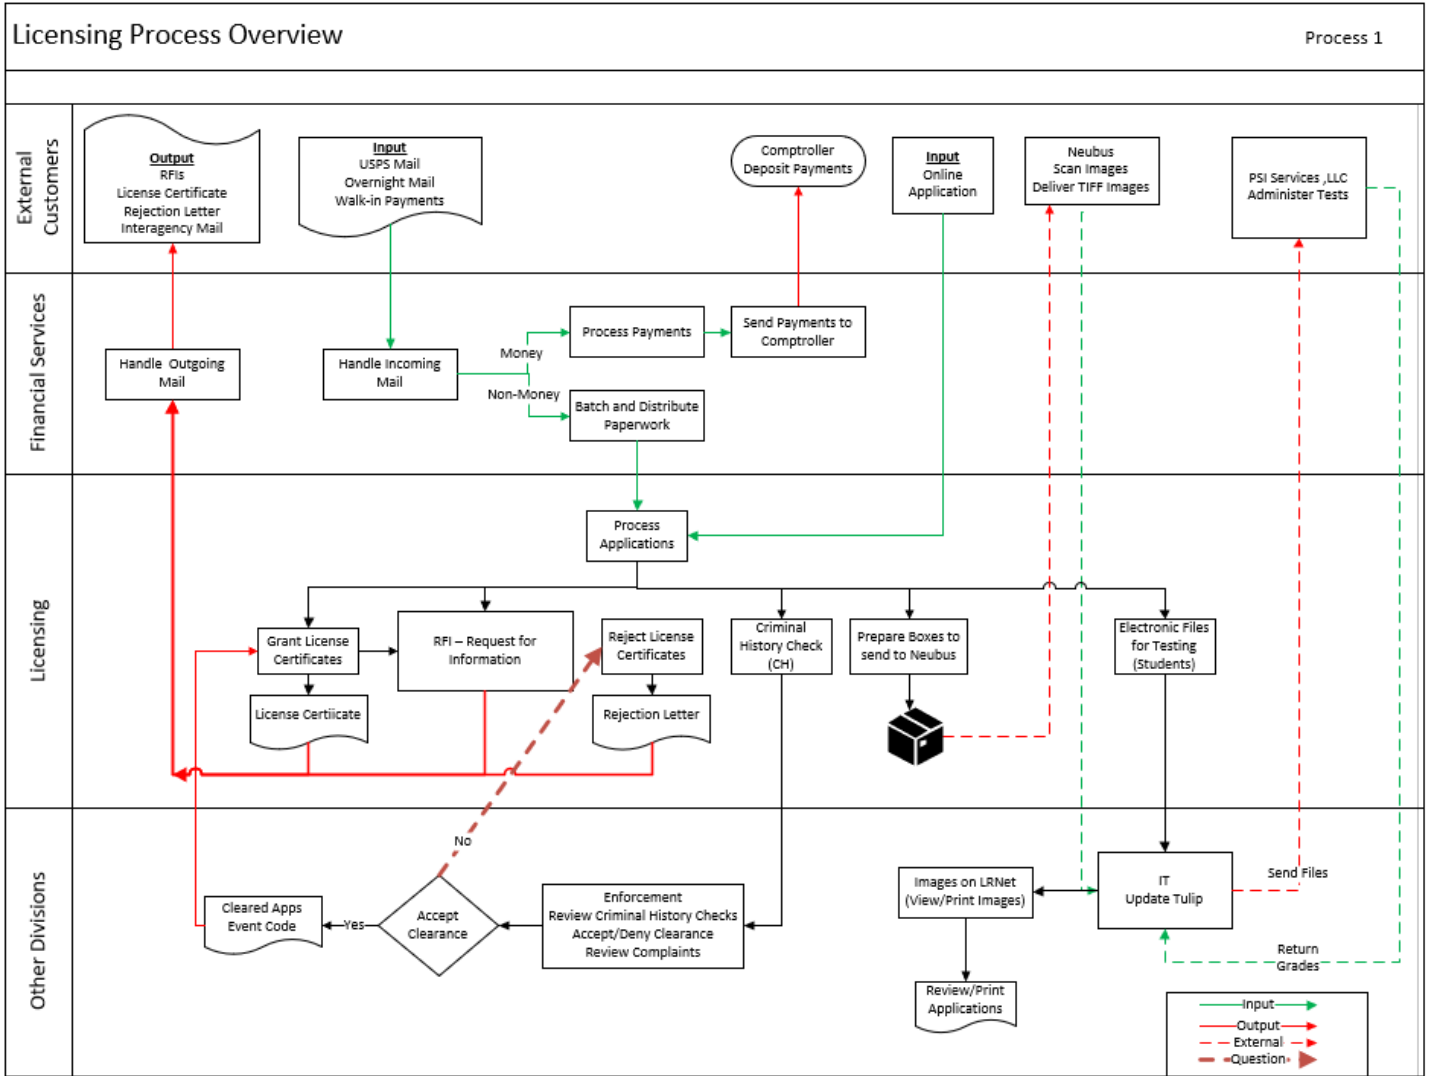 Licensing Process Overview
Process 1
External
Customers
Output
RFIs
License Certificate
Rejection Letter
Interagency Mail
Input
USPS Mail
Overnight Mail
Walk-in Payments
Comptroller
Deposit Payments
Input
Online
Application
Neubus
Scan Images
Deliver TIFF Images
PSI Services ,LLC
Administer Tests
Financial Services
Handle Outgoing
Mail
Handle Incoming
Mail
Money
Non-Money
Process Payments
Send Payments to
Comptroller
Batch and Distribute
Paperwork
Licensing
Process
Applications
Grant License
Certificates
RFI – Request for
Information
Reject License
Certificates
Criminal
History Check
(CH)
Prepare Boxes to
send to Neubus
Electronic Files
for Testing
(Students)
License Certiicate
Rejection Letter
Other Divisions
No
Cleared Apps
Event Code
Yes
Accept
Clearance
Enforcement
Review Criminal History Checks
Accept/Deny Clearance
Review Complaints
Images on LRNet
(View/Print Images)
IT
Update Tulip
Send Files
Return
Grades
Review/Print
Applications
Input
Output
External
Question